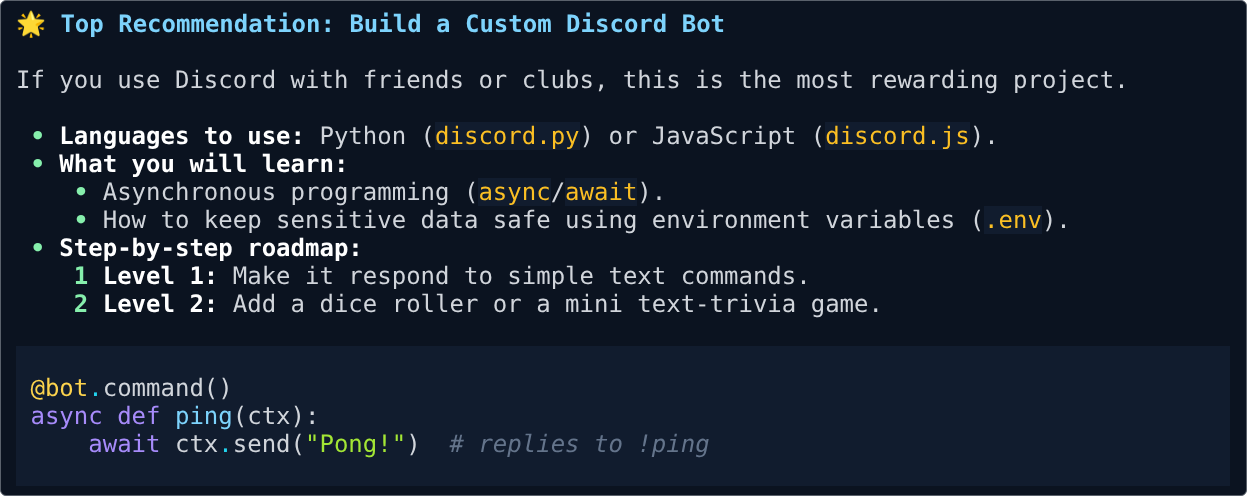 🌟 Top Recommendation: Build a Custom Discord Bot
If you use Discord with friends or clubs, this is the most rewarding project.
• Languages to use: Python (discord.py) or JavaScript (discord.js).
• What you will learn:
• Asynchronous programming (async/await).
• How to keep sensitive data safe using environment variables (.env).
• Step-by-step roadmap:
1 Level 1: Make it respond to simple text commands.
2 Level 2: Add a dice roller or a mini text-trivia game.
@bot.command()
async def ping(ctx):
    await ctx.send("Pong!")  # replies to !ping